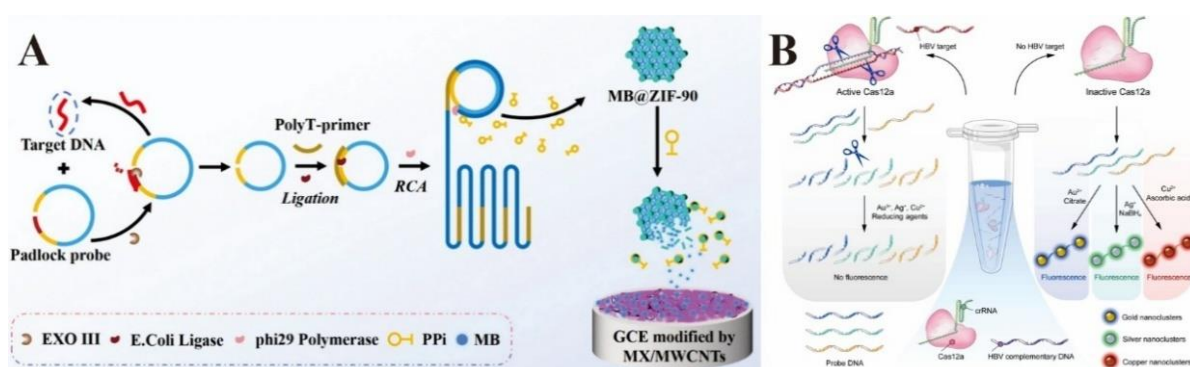 A
Target DNA
+
Padlock probe
PolyT-primer
Ligation
RCA
MB@ZIF-90
GCE modified by
MX/MWCNTs
EXO III
E.Coli Ligase
phi29 Polymerase
PPi
MB
B
HBV
target
No HBV target
Active Cas12a
Inactive Cas12a
Au³⁺, Ag⁺, Cu²⁺
Reducing agents
No fluorescence
Au³⁺
Citrate
Ag⁺
NaBH₄
Cu²⁺
Ascorbic acid
Fluorescence
Fluorescence
Fluorescence
Probe DNA
crRNA
Cas12a
HBV complementary DNA
Gold nanoclusters
Silver nanoclusters
Copper nanoclusters